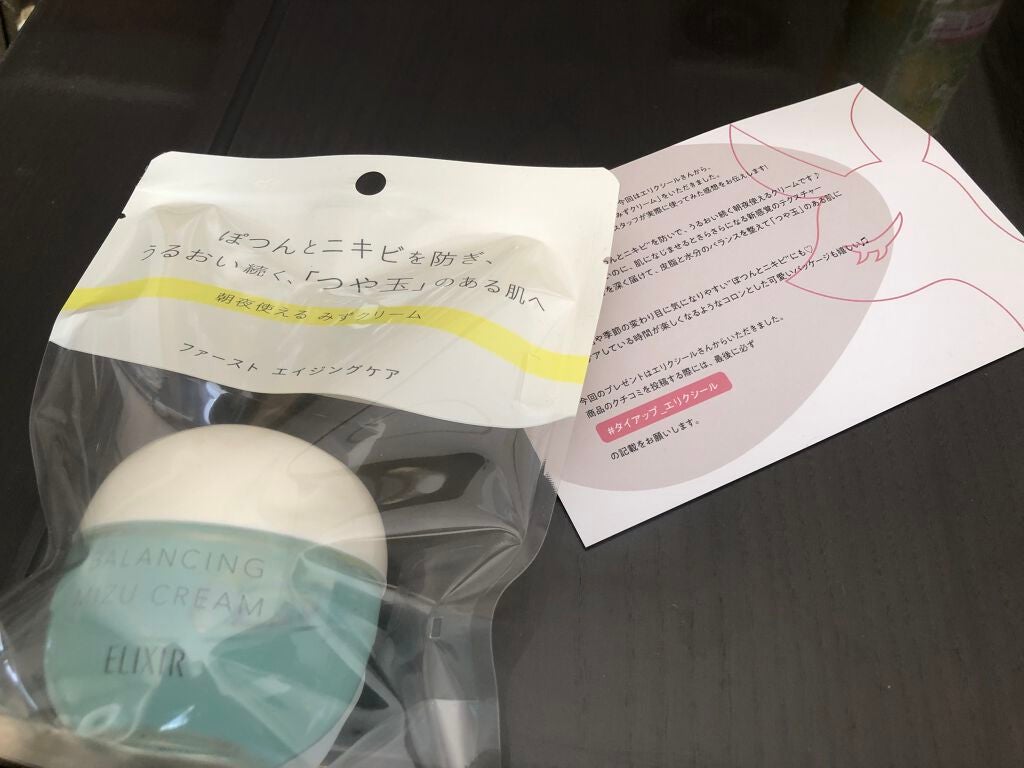 ぽつんとニキビを防ぎ、
うるおい続く、「つや玉」のある肌へ
朝夜使える みずクリーム
ファースト エイジングケア
BALANCING
MIZU CREAM
ELIXIR
今回はエリクシールさんから、
みずクリーム」をいただきました。
スタッフが実際に使ってみた感想をお伝えします!
んとニキビ"を防いで、うるおい続く朝夜使えるクリームです♪
いのに、肌になじませるとさらさらになる新感覚のテクスチャー
を深く届けて、皮脂と水分のバランスを整えて「つや玉」のある肌に
や季節の変わり目に気になりやすい"ぽつんとニキビ"にも♡
アしている時間が楽しくなるようなコロンとした可愛いパッケージも嬉しい♫
今回のプレゼントはエリクシールさんからいただきました。
商品のクチコミを投稿する際には、最後に必ず
#タイアップ_エリクシール
の記載をお願いします。